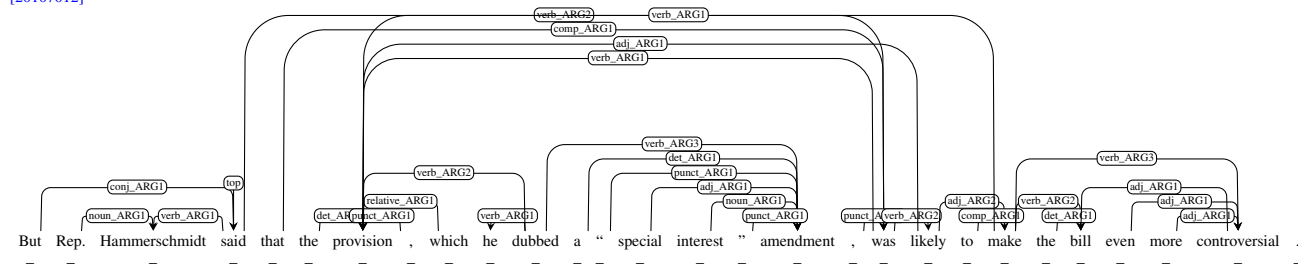 verb_ARG2 verb_ARG1
comp_ARG1
adj_ARG1
verb_ARG1
verb_ARG3
det_ARG1
verb_ARG3
verb_ARG2 punct_ARG1
conj_ARG1 top adj_ARG1 adj_ARG1
relative_ARG1 noun_ARG1 adj_ARG2 adj_ARG1
noun_ARG1 verb_ARG1 punct_ARG1 verb_ARG1 punct_ARG1 verb_ARG2 comp_ARG1 verb_ARG2 det_ARG1 adj_ARG1
But Rep. Hammerschmidt said that the provision , which he dubbed a “ special interest ” amendment , was likely to make the bill even more controversial .